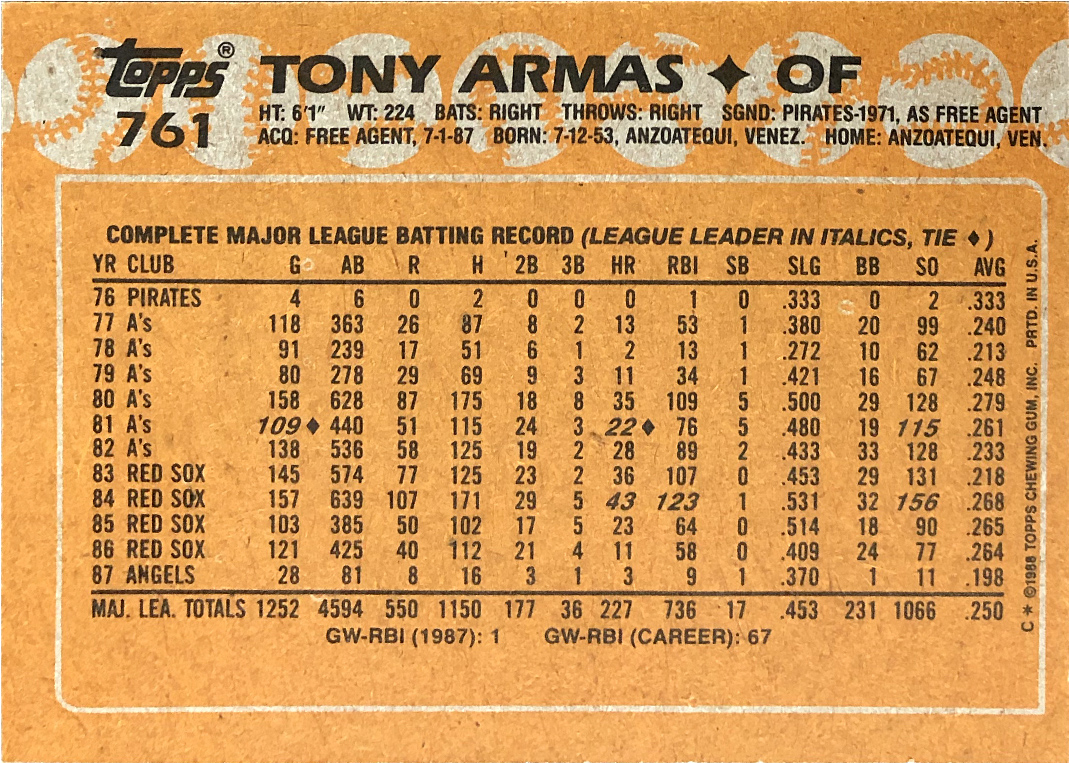 Topps® TONY ARMAS ♦ OF
761 HT: 6'1" WT: 224 BATS: RIGHT THROWS: RIGHT SGND: PIRATES-1971, AS FREE AGENT
ACQ: FREE AGENT, 7-1-87 BORN: 7-12-53, ANZOATEQUI, VENEZ. HOME: ANZOATEQUI, VEN.
COMPLETE MAJOR LEAGUE BATTING RECORD (LEAGUE LEADER IN ITALICS, TIE ♦)
YR CLUB G AB R H 2B 3B HR RBI SB SLG BB SO AVG
76 PIRATES 4 6 0 2 0 0 0 1 0 .333 0 2 .333
77 A's 118 363 26 87 8 2 13 53 1 .380 20 99 .240
78 A's 91 239 17 51 6 1 2 13 1 .272 10 62 .213
79 A's 80 278 29 69 9 3 11 34 1 .421 16 67 .248
80 A's 158 628 87 175 18 8 35 109 5 .500 29 128 .279
81 A's 109♦ 440 51 115 24 3 22♦ 76 5 .480 19 115 .261
82 A's 138 536 58 125 19 2 28 89 2 .433 33 128 .233
83 RED SOX 145 574 77 125 23 2 36 107 0 .453 29 131 .218
84 RED SOX 157 639 107 171 29 5 43 123 1 .531 32 156 .268
85 RED SOX 103 385 50 102 17 5 23 64 0 .514 18 90 .265
86 RED SOX 121 425 40 112 21 4 11 58 0 .409 24 77 .264
87 ANGELS 28 81 8 16 3 1 3 9 1 .370 1 11 .198
MAJ. LEA. TOTALS 1252 4594 550 1150 177 36 227 736 17 .453 231 1066 .250
GW-RBI (1987): 1 GW-RBI (CAREER): 67
C * ©1988 TOPPS CHEWING GUM, INC. PRTD. IN U.S.A.